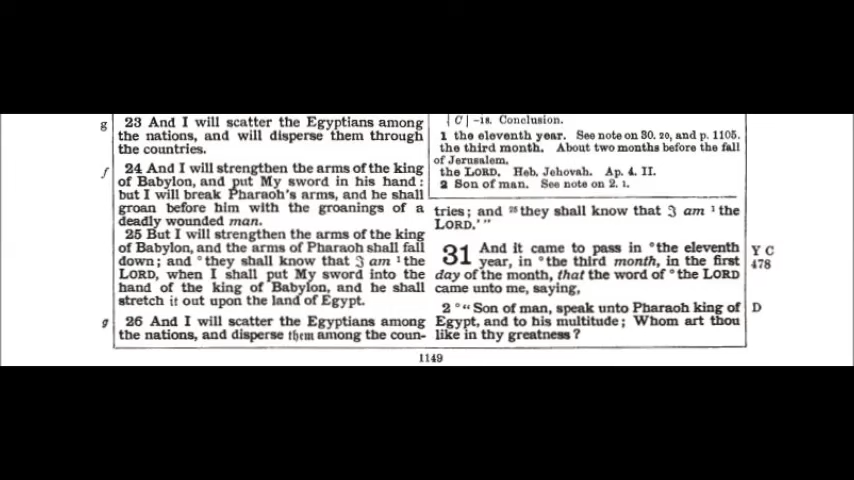 g
23 And I will scatter the Egyptians among
the nations, and will disperse them through
the countries.
f
24 And I will strengthen the arms of the king
of Babylon, and put My sword in his hand:
but I will break Pharaoh's arms, and he shall
groan before him with the groanings of a
deadly wounded man.
25 But I will strengthen the arms of the king
of Babylon, and the arms of Pharaoh shall fall
down; and °they shall know that ℑ am ¹the
LORD, when I shall put My sword into the
hand of the king of Babylon, and he shall
stretch it out upon the land of Egypt.
g
26 And I will scatter the Egyptians among
the nations, and disperse them among the coun-
C | -18. Conclusion.
1 the eleventh year. See note on 30. 20, and p. 1105.
the third month. About two months before the fall
of Jerusalem.
the LORD. Heb. Jehovah. Ap. 4. II.
2 Son of man. See note on 2. 1.
tries; and ²⁵they shall know that ℑ am ¹the
LORD.'"
31 And it came to pass in °the eleventh
year, in °the third month, in the first
day of the month, that the word of °the LORD
came unto me, saying,
Y C
478
2 °"Son of man, speak unto Pharaoh king of
Egypt, and to his multitude; Whom art thou
like in thy greatness?
D
1149